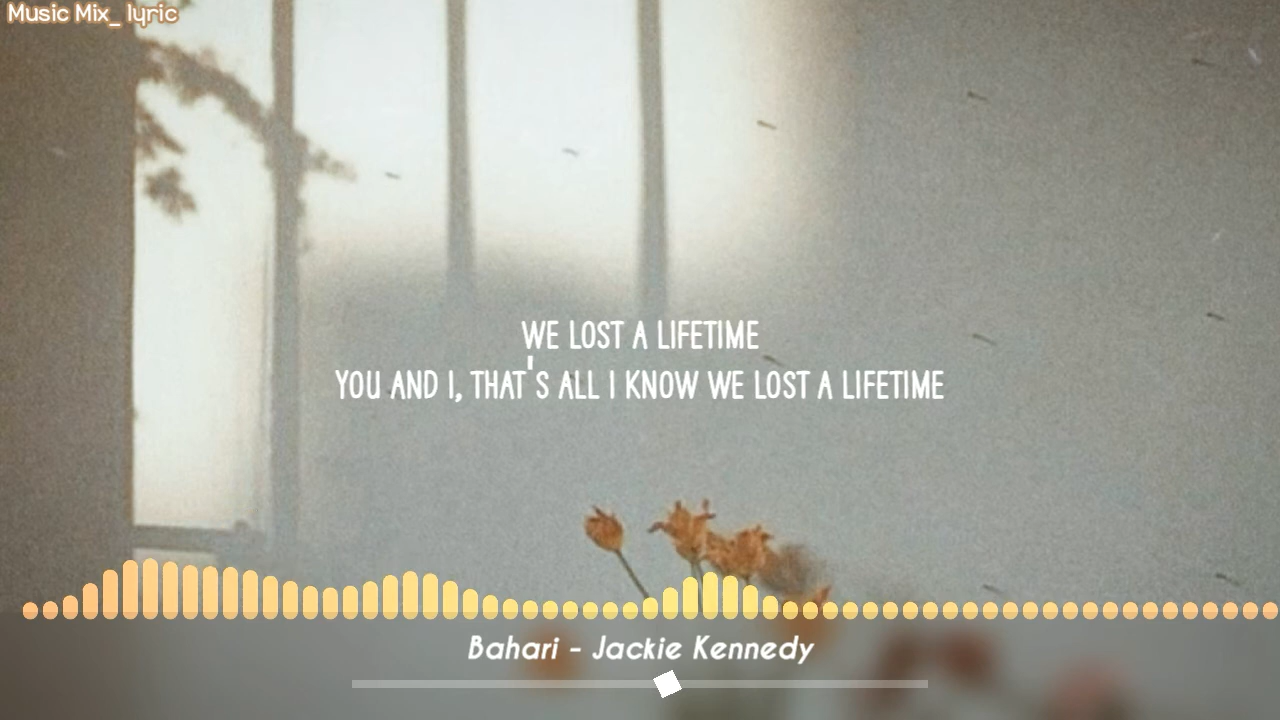 Music Mix_ lyric
WE LOST A LIFETIME
YOU AND I, THAT'S ALL I KNOW WE LOST A LIFETIME
Bahari - Jackie Kennedy